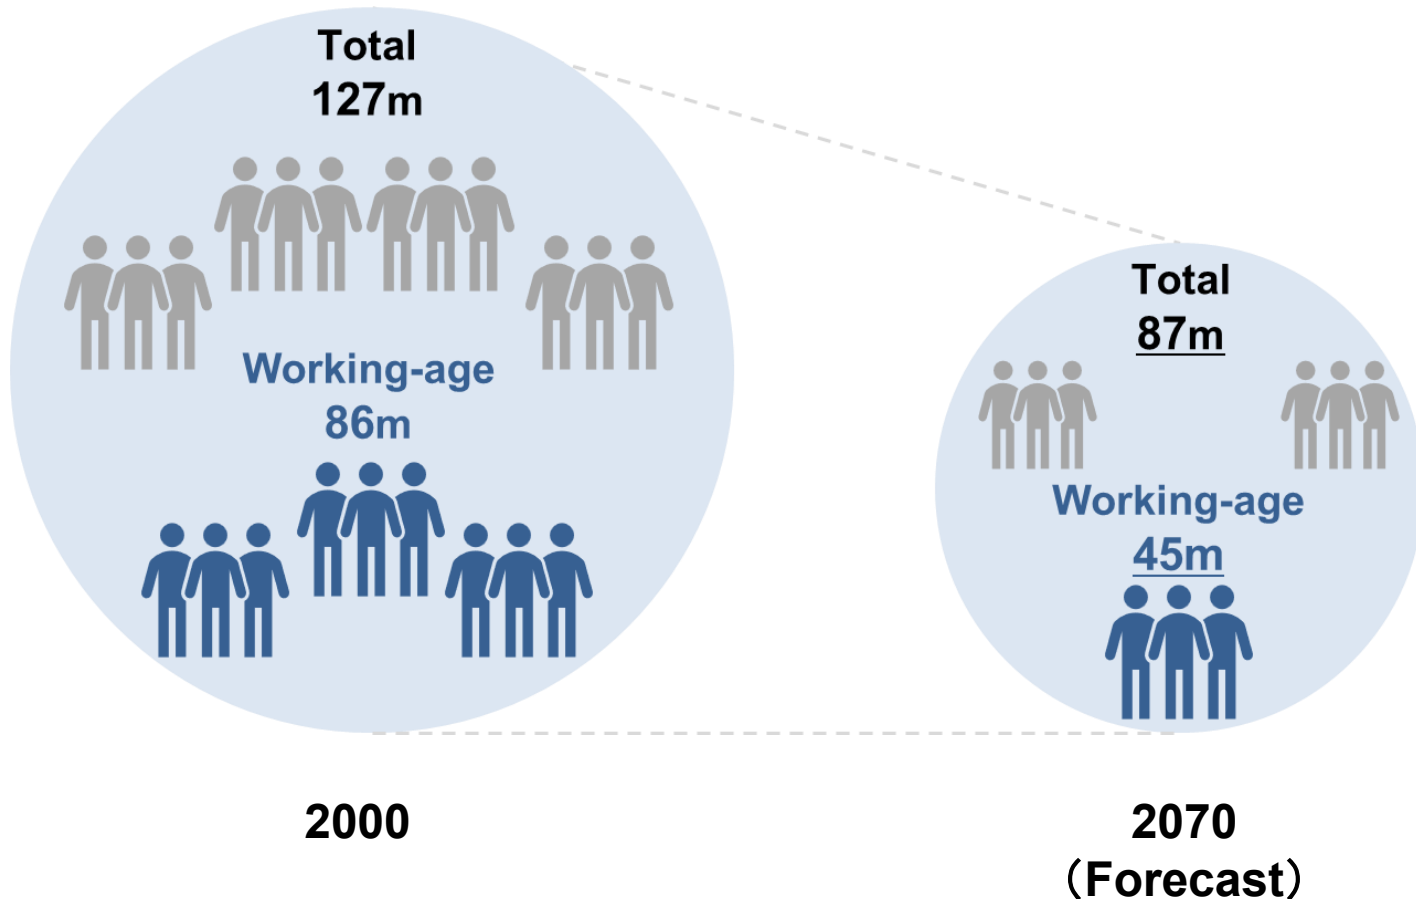 Total
127m
Working-age
86m
Total
87m
Working-age
45m
2000
2070
（Forecast）